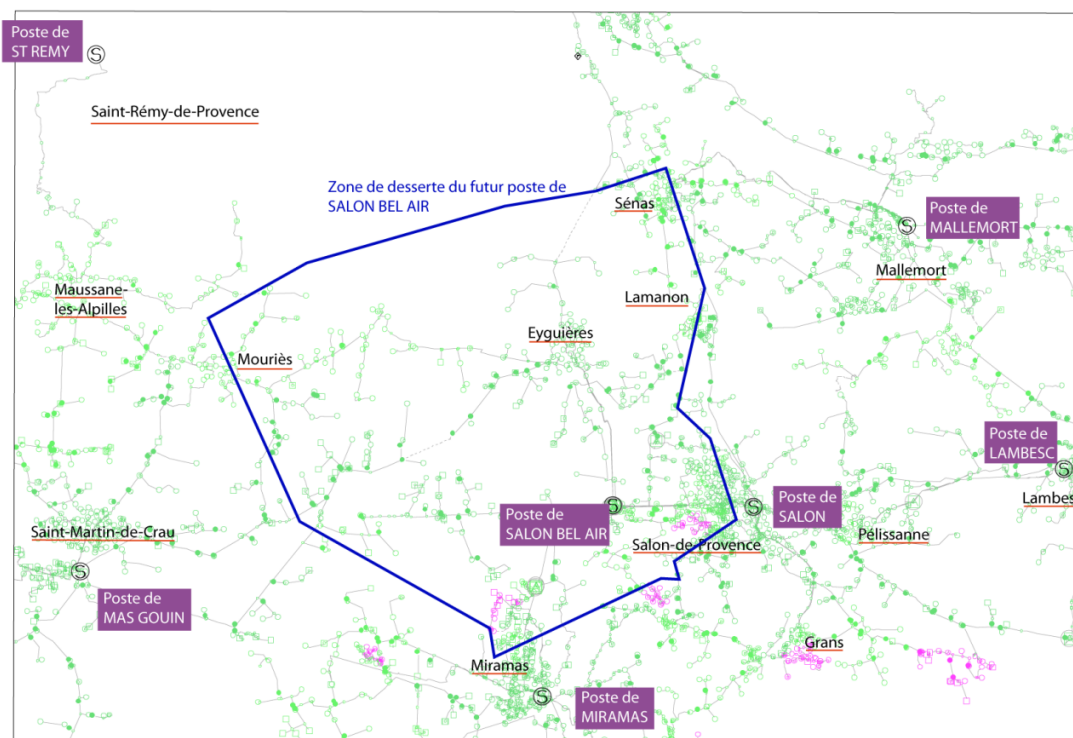 Poste de
ST REMY
Saint-Rémy-de-Provence
Zone de desserte du futur poste de
SALON BEL AIR
Sénas
Poste de
MALLEMORT
Mallemort
Maussane-
les-Alpilles
Lamanon
Eyguières
Mouriès
Poste de
LAMBESC
Lambes
Poste de
SALON
Poste de
SALON BEL AIR
Saint-Martin-de-Crau
Salon-de-Provence
Pélissanne
Poste de
MAS GOUIN
Grans
Miramas
Poste de
MIRAMAS
S
S
S
S
S
S
S
A